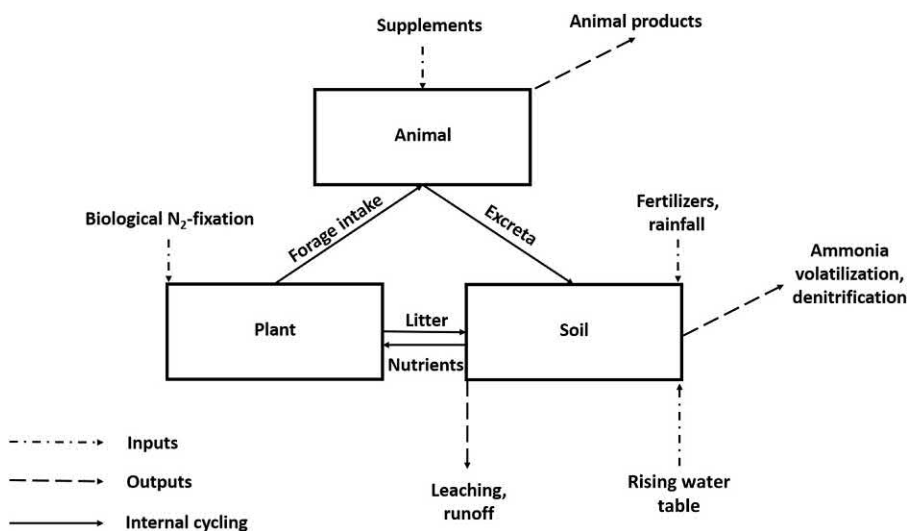 Supplements
Animal products
Animal
Biological N₂-fixation
Forage intake
Excreta
Fertilizers,
rainfall
Ammonia
volatilization,
denitrification
Plant
Litter
Nutrients
Soil
Inputs
Outputs
Internal cycling
Leaching,
runoff
Rising water
table